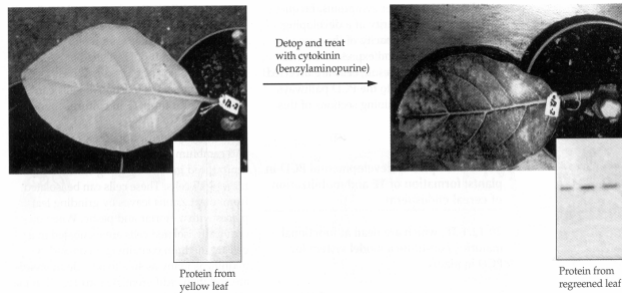 Detop and treat
with cytokinin
(benzylaminopurine)
Protein from
yellow leaf
Protein from
regreened leaf